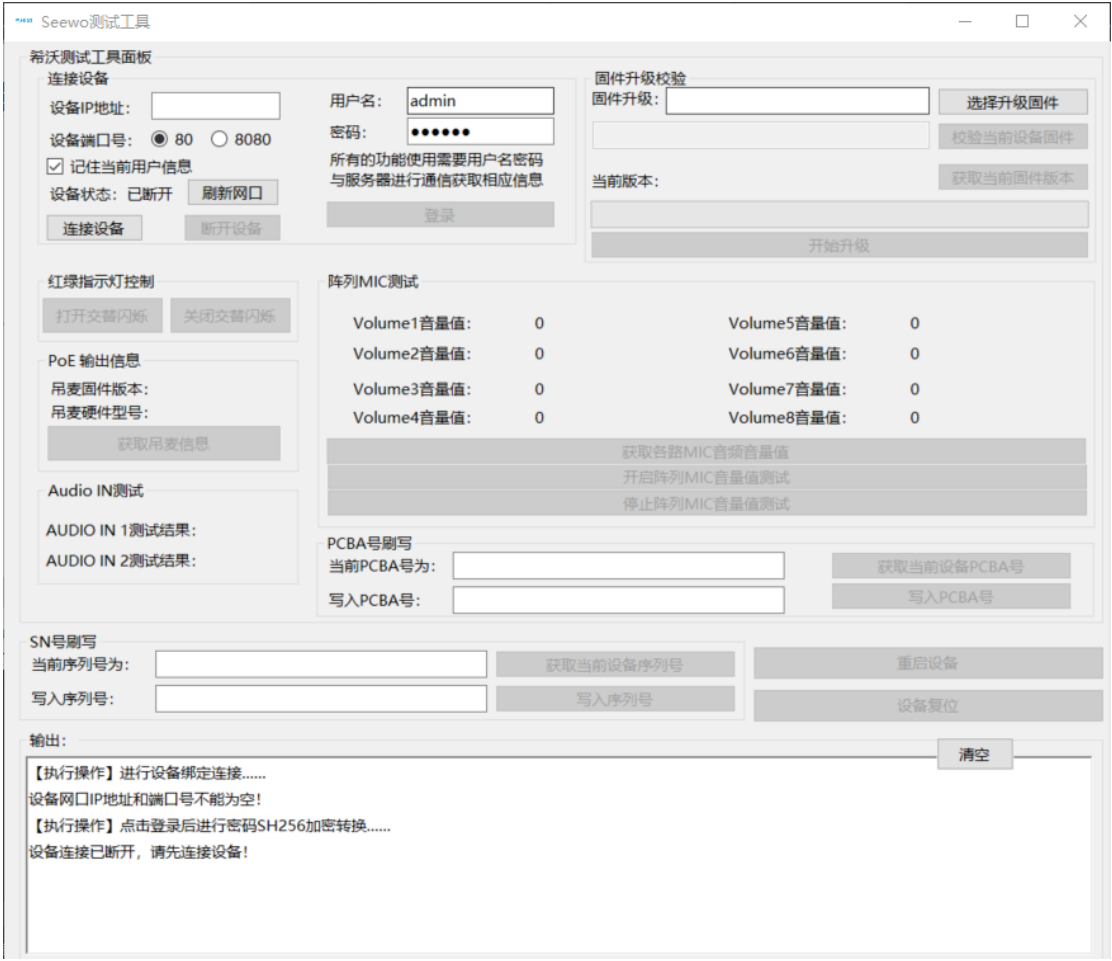 Seewo测试工具
希沃测试工具面板
连接设备
设备IP地址：
设备端口号： 80 8080
记住当前用户信息
设备状态：已断开 刷新网口
连接设备 断开设备
用户名： admin
密码： ●●●●●●
所有的功能使用需要用户名密码
与服务器进行通信获取相应信息
登录
固件升级校验
固件升级： 选择升级固件
校验当前设备固件
当前版本： 获取当前固件版本
开始升级
红绿指示灯控制
打开交替闪烁 关闭交替闪烁
PoE 输出信息
吊麦固件版本：
吊麦硬件型号：
获取吊麦信息
Audio IN测试
AUDIO IN 1测试结果：
AUDIO IN 2测试结果：
阵列MIC测试
Volume1音量值： 0 Volume5音量值： 0
Volume2音量值： 0 Volume6音量值： 0
Volume3音量值： 0 Volume7音量值： 0
Volume4音量值： 0 Volume8音量值： 0
获取各路MIC音频音量值
开启阵列MIC音量值测试
停止阵列MIC音量值测试
PCBA号刷写
当前PCBA号为： 获取当前设备PCBA号
写入PCBA号： 写入PCBA号
SN号刷写
当前序列号为： 获取当前设备序列号
写入序列号： 写入序列号
重启设备
设备复位
输出：
清空
【执行操作】进行设备绑定连接......
设备网口IP地址和端口号不能为空！
【执行操作】点击登录后进行密码SH256加密转换......
设备连接已断开，请先连接设备！